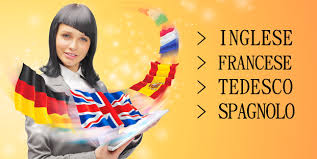 > INGLESE
> FRANCESE
> TEDESCO
> SPAGNOLO